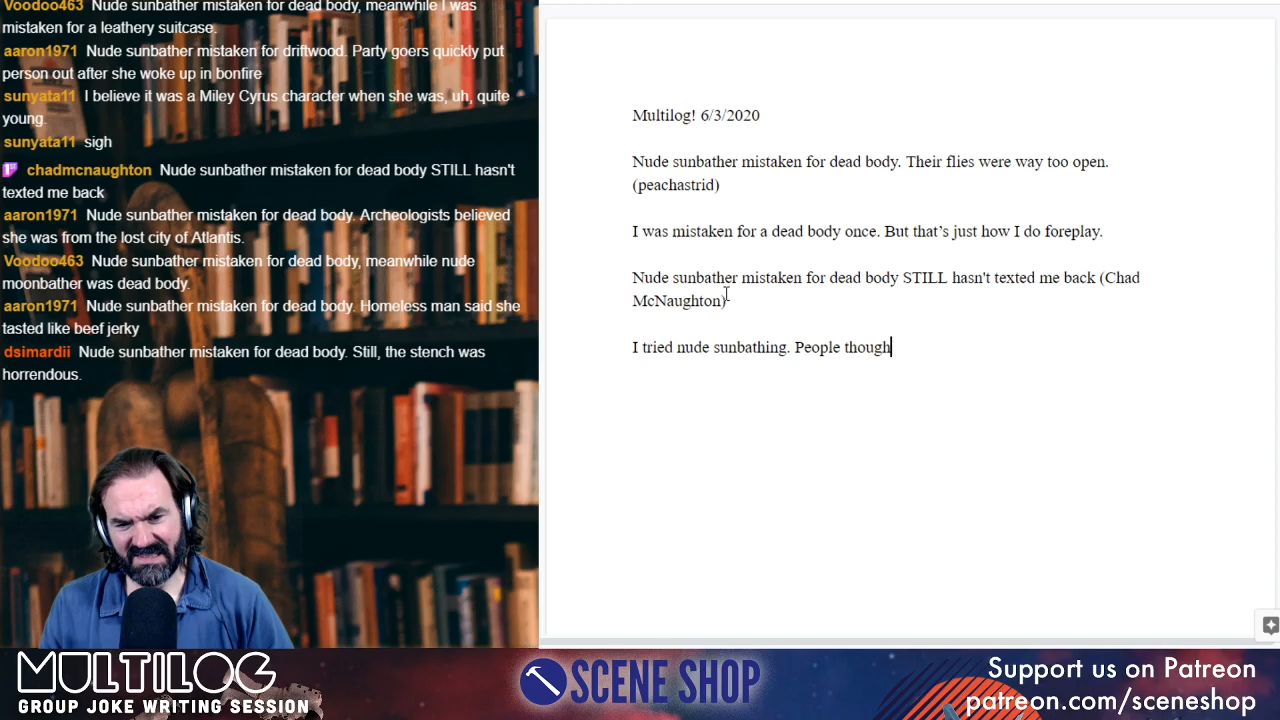 Voodoo463 Nude sunbather mistaken for dead body, meanwhile I was
mistaken for a leathery suitcase.
aaron1971 Nude sunbather mistaken for driftwood. Party goers quickly put
person out after she woke up in bonfire
sunyata11 I believe it was a Miley Cyrus character when she was, uh, quite
young.
sunyata11 sigh
chadmcnaughton Nude sunbather mistaken for dead body STILL hasn't
texted me back
aaron1971 Nude sunbather mistaken for dead body. Archeologists believed
she was from the lost city of Atlantis.
Voodoo463 Nude sunbather mistaken for dead body, meanwhile nude
moonbather was dead body.
aaron1971 Nude sunbather mistaken for dead body. Homeless man said she
tasted like beef jerky
dsimardii Nude sunbather mistaken for dead body. Still, the stench was
horrendous.
Multilog! 6/3/2020
Nude sunbather mistaken for dead body. Their flies were way too open.
(peachastrid)
I was mistaken for a dead body once. But that’s just how I do foreplay.
Nude sunbather mistaken for dead body STILL hasn't texted me back (Chad
McNaughton)
I tried nude sunbathing. People though
MULTILOG
GROUP JOKE WRITING SESSION
SCENE SHOP
Support us on Patreon
patreon.com/sceneshop